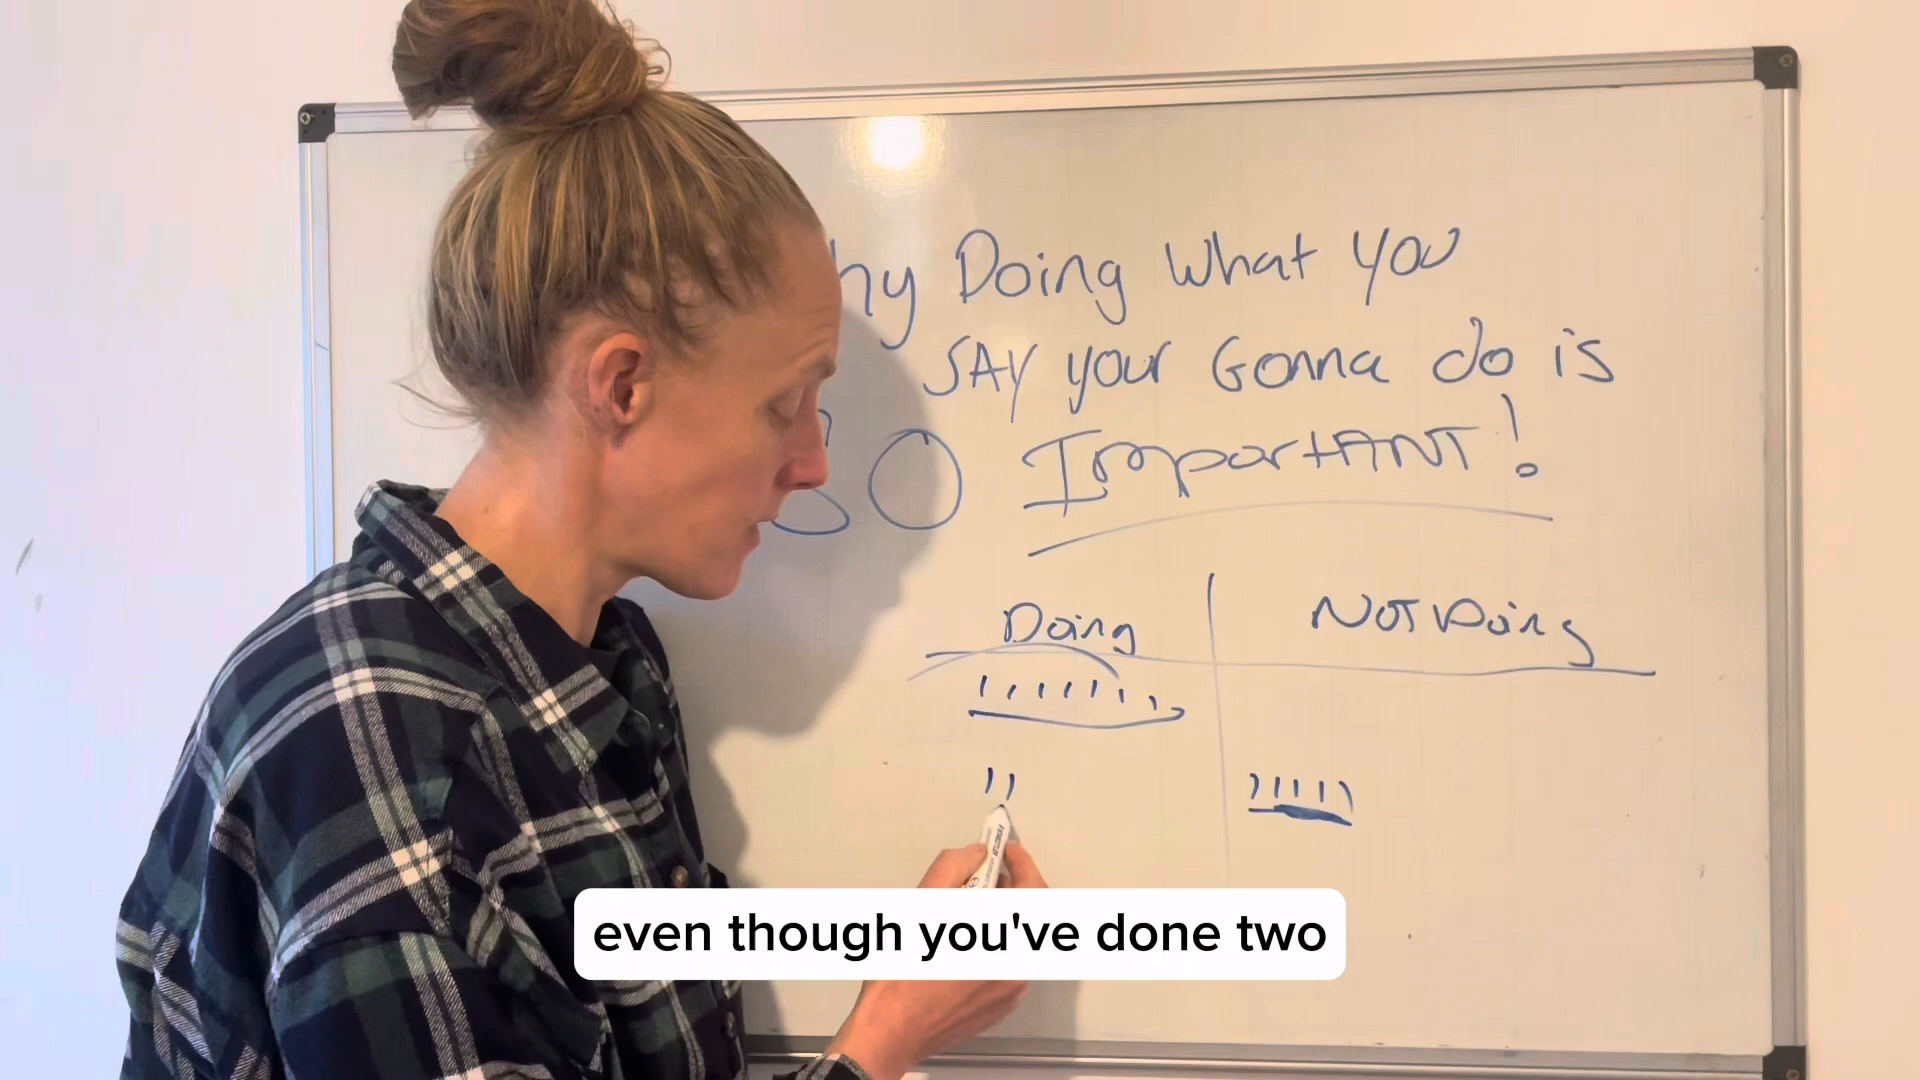 hy Doing What you
SAY your Gonna do is
SO ImportANT!
Doing
Not Doing
even though you've done two